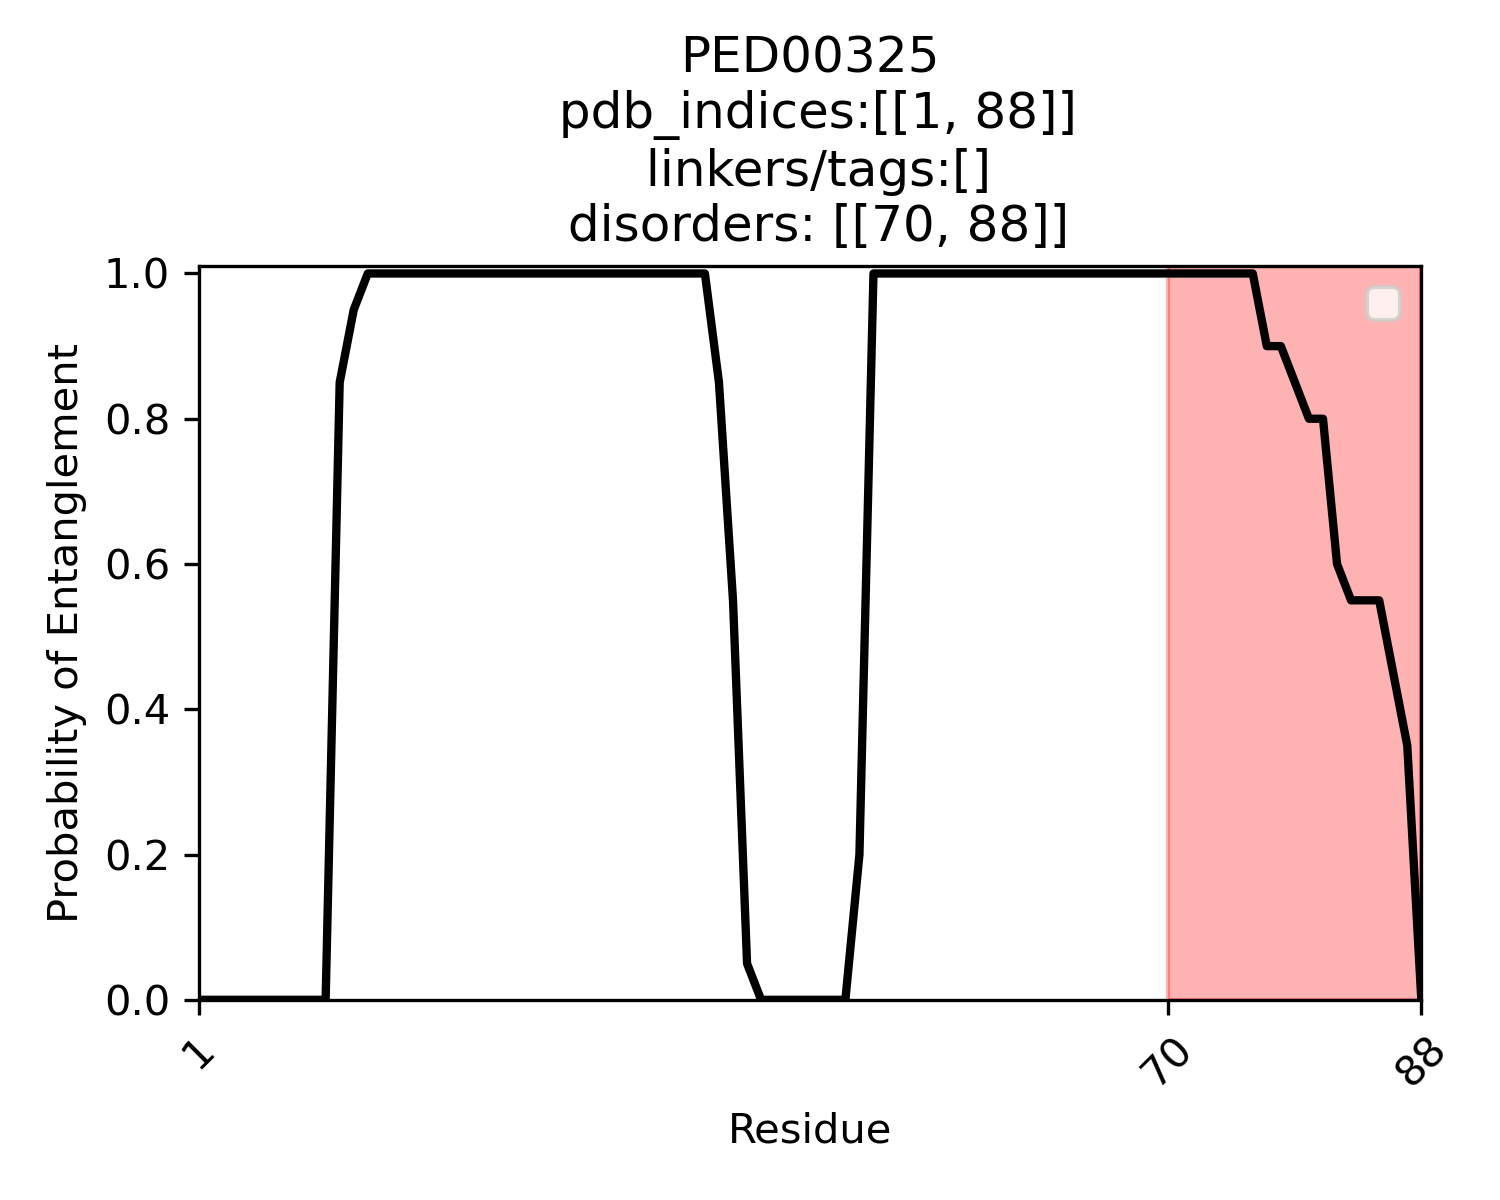 PED00325
pdb_indices:[[1, 88]]
linkers/tags:[]
disorders: [[70, 88]]
1.0
0.8
0.6
0.4
0.2
0.0
Probability of Entanglement
1
70
88
Residue